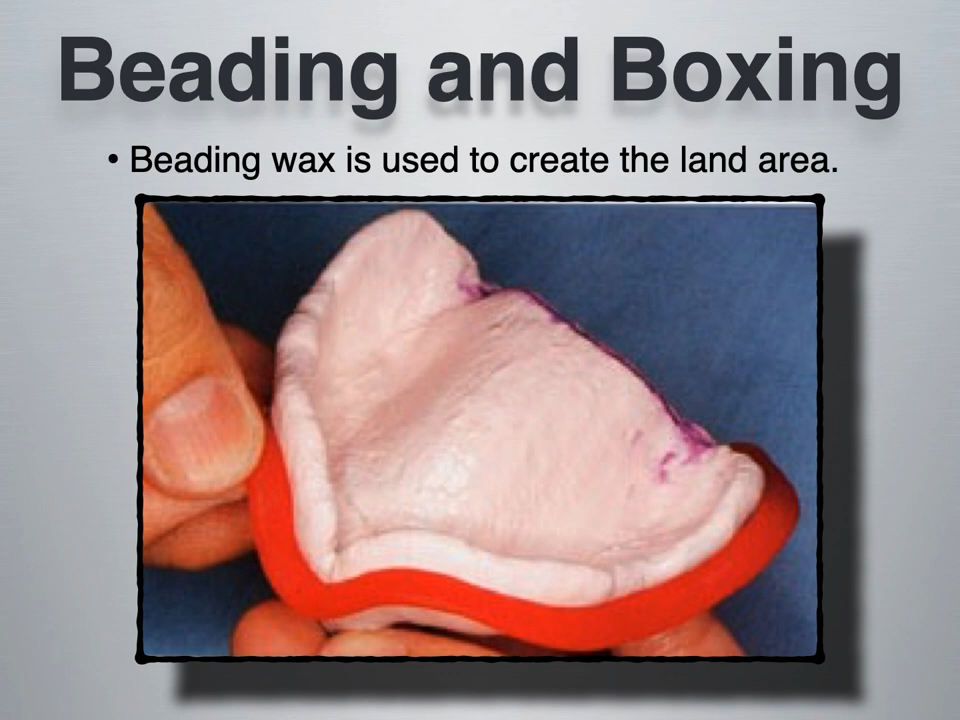 Beading and Boxing
• Beading wax is used to create the land area.